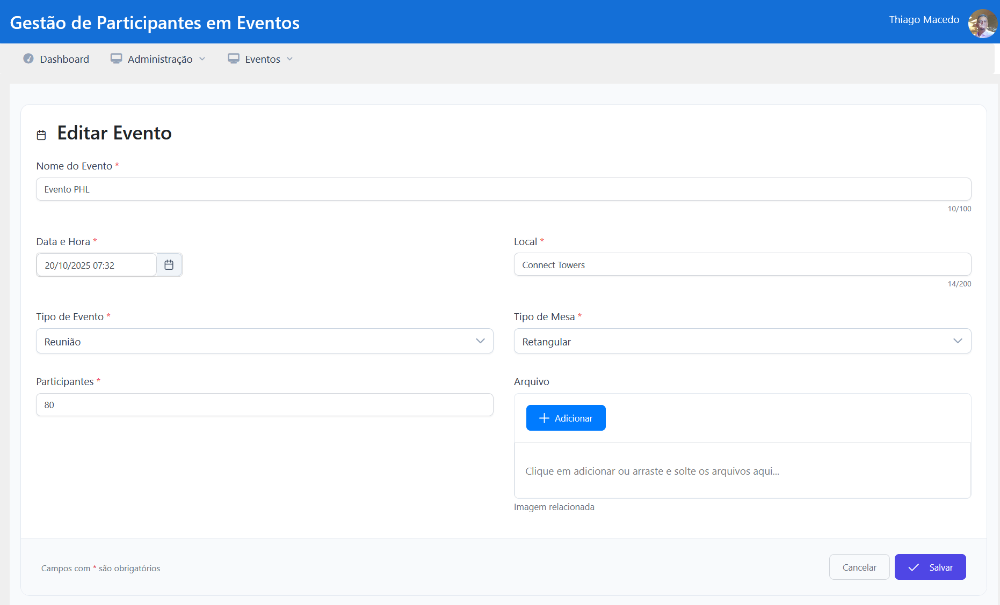 Gestão de Participantes em Eventos
Thiago Macedo
Dashboard
Administração
Eventos
Editar Evento
Nome do Evento *
Evento PHL
10/100
Data e Hora *
20/10/2025 07:32
Local *
Connect Towers
14/200
Tipo de Evento *
Reunião
Tipo de Mesa *
Retangular
Participantes *
80
Arquivo
Adicionar
Clique em adicionar ou arraste e solte os arquivos aqui...
Imagem relacionada
Campos com * são obrigatórios
Cancelar
Salvar